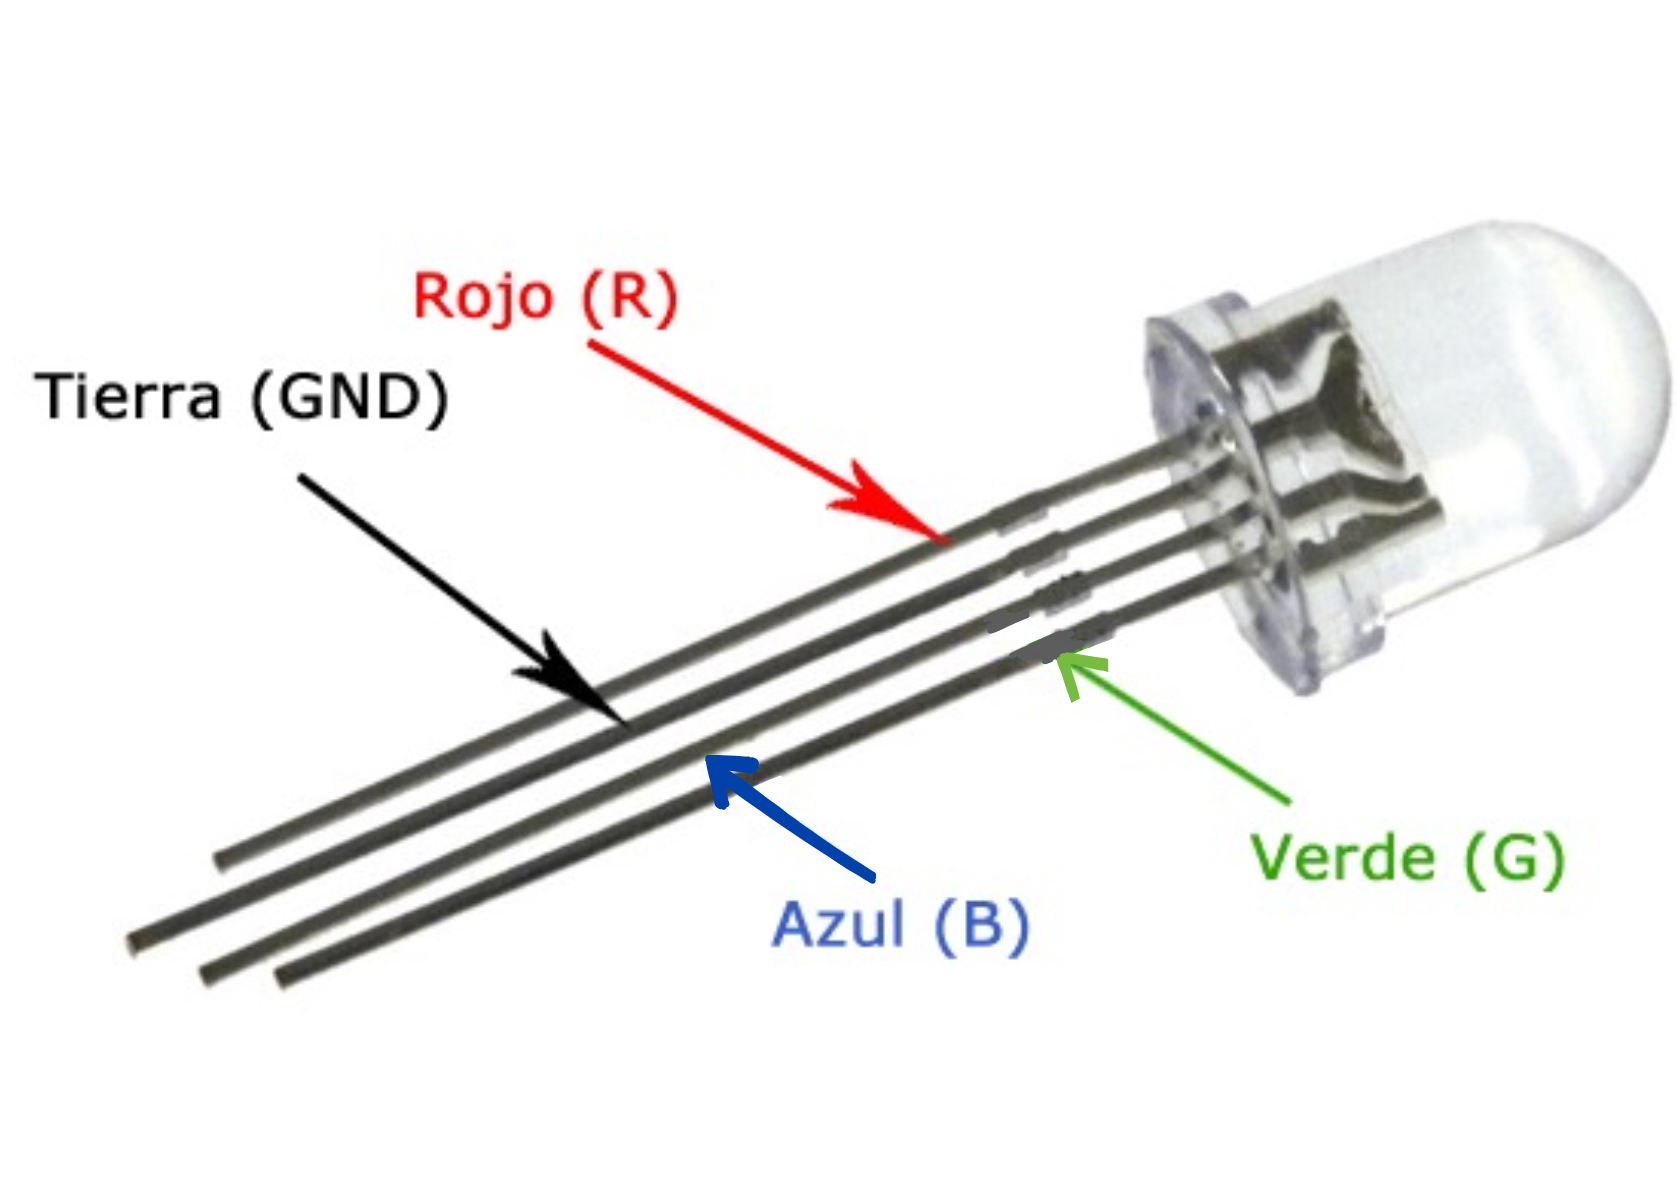 Rojo (R)
Tierra (GND)
Verde (G)
Azul (B)